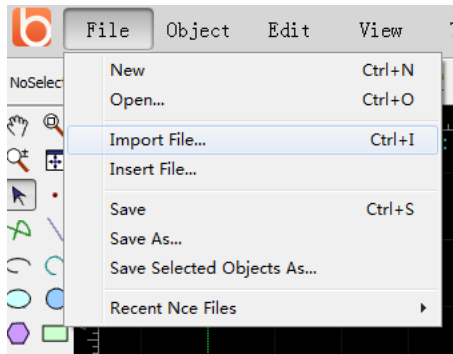 File Object Edit View
NoSelec
New Ctrl+N
Open... Ctrl+O
Import File... Ctrl+I
Insert File...
Save Ctrl+S
Save As...
Save Selected Objects As...
Recent Nce Files